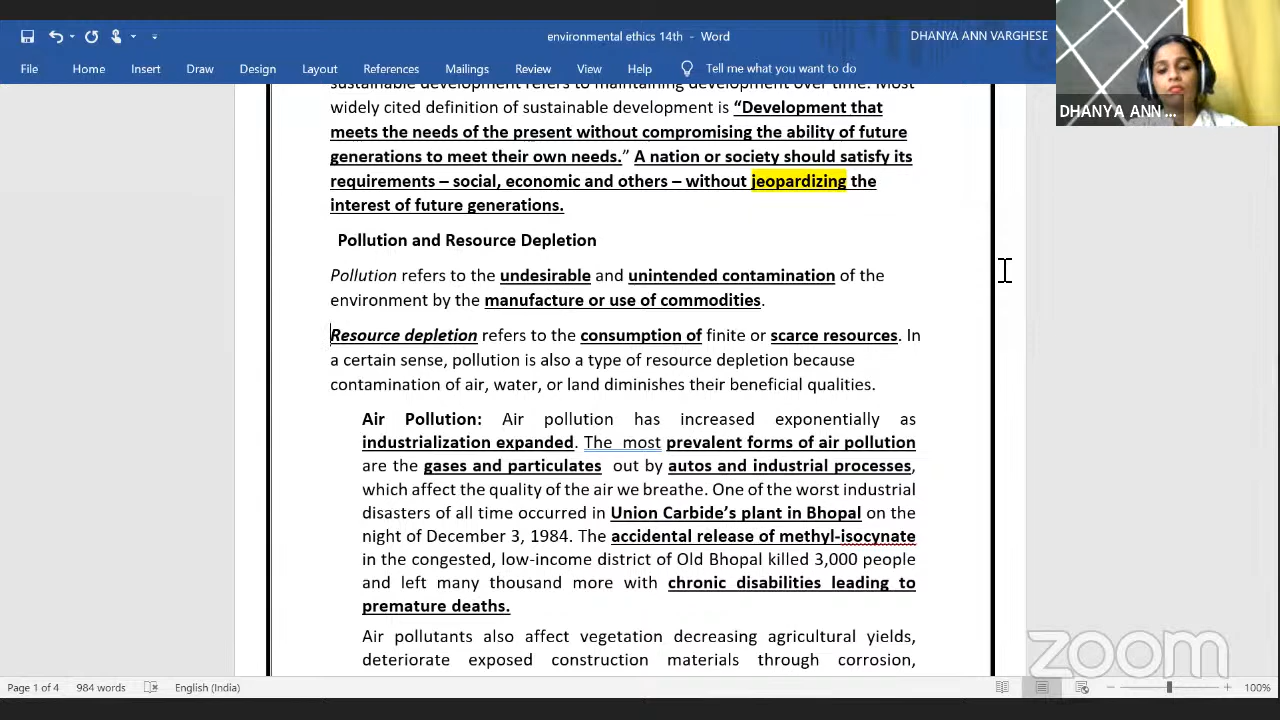 environmental ethics 14th - Word
DHANYA ANN VARGHESE
File Home Insert Draw Design Layout References Mailings Review View Help Tell me what you want to do
DHANYA ANN ...
sustainable development refers to maintaining development over time. Most
widely cited definition of sustainable development is “Development that
meets the needs of the present without compromising the ability of future
generations to meet their own needs.” A nation or society should satisfy its
requirements – social, economic and others – without jeopardizing the
interest of future generations.
Pollution and Resource Depletion
Pollution refers to the undesirable and unintended contamination of the
environment by the manufacture or use of commodities.
Resource depletion refers to the consumption of finite or scarce resources. In
a certain sense, pollution is also a type of resource depletion because
contamination of air, water, or land diminishes their beneficial qualities.
Air Pollution: Air pollution has increased exponentially as
industrialization expanded. The most prevalent forms of air pollution
are the gases and particulates out by autos and industrial processes,
which affect the quality of the air we breathe. One of the worst industrial
disasters of all time occurred in Union Carbide’s plant in Bhopal on the
night of December 3, 1984. The accidental release of methyl-isocynate
in the congested, low-income district of Old Bhopal killed 3,000 people
and left many thousand more with chronic disabilities leading to
premature deaths.
Air pollutants also affect vegetation decreasing agricultural yields,
deteriorate exposed construction materials through corrosion,
zoom
Page 1 of 4 984 words English (India) 100%